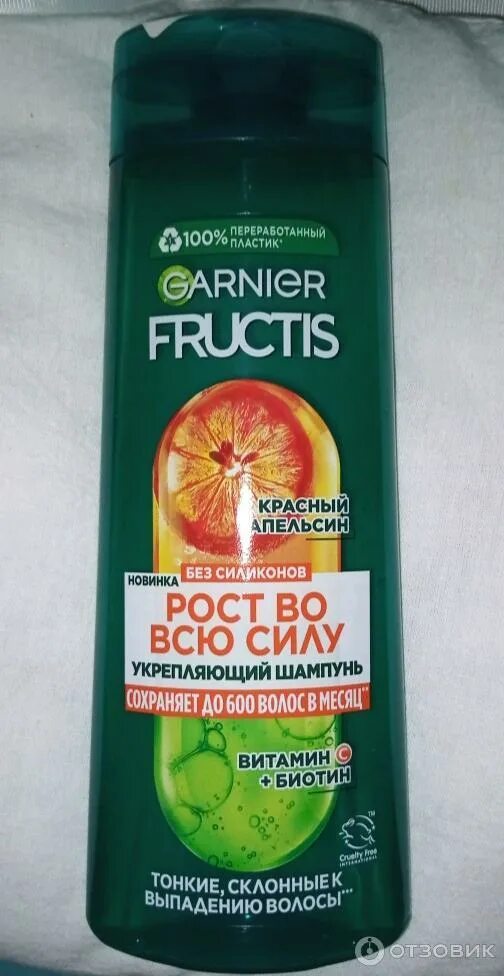 100% ПЕРЕРАБОТАННЫЙ
ПЛАСТИК*
GARNIER
FRUCTIS
КРАСНЫЙ
АПЕЛЬСИН
БЕЗ СИЛИКОНОВ
НОВИНКА
РОСТ ВО
ВСЮ СИЛУ
УКРЕПЛЯЮЩИЙ ШАМПУНЬ
СОХРАНЯЕТ ДО 600 ВОЛОС В МЕСЯЦ**
ВИТАМИН C
+ БИОТИН
TM
Cruelty Free
INTERNATIONAL
ТОНКИЕ, СКЛОННЫЕ К
ВЫПАДЕНИЮ ВОЛОСЫ***
ОТЗОВИК